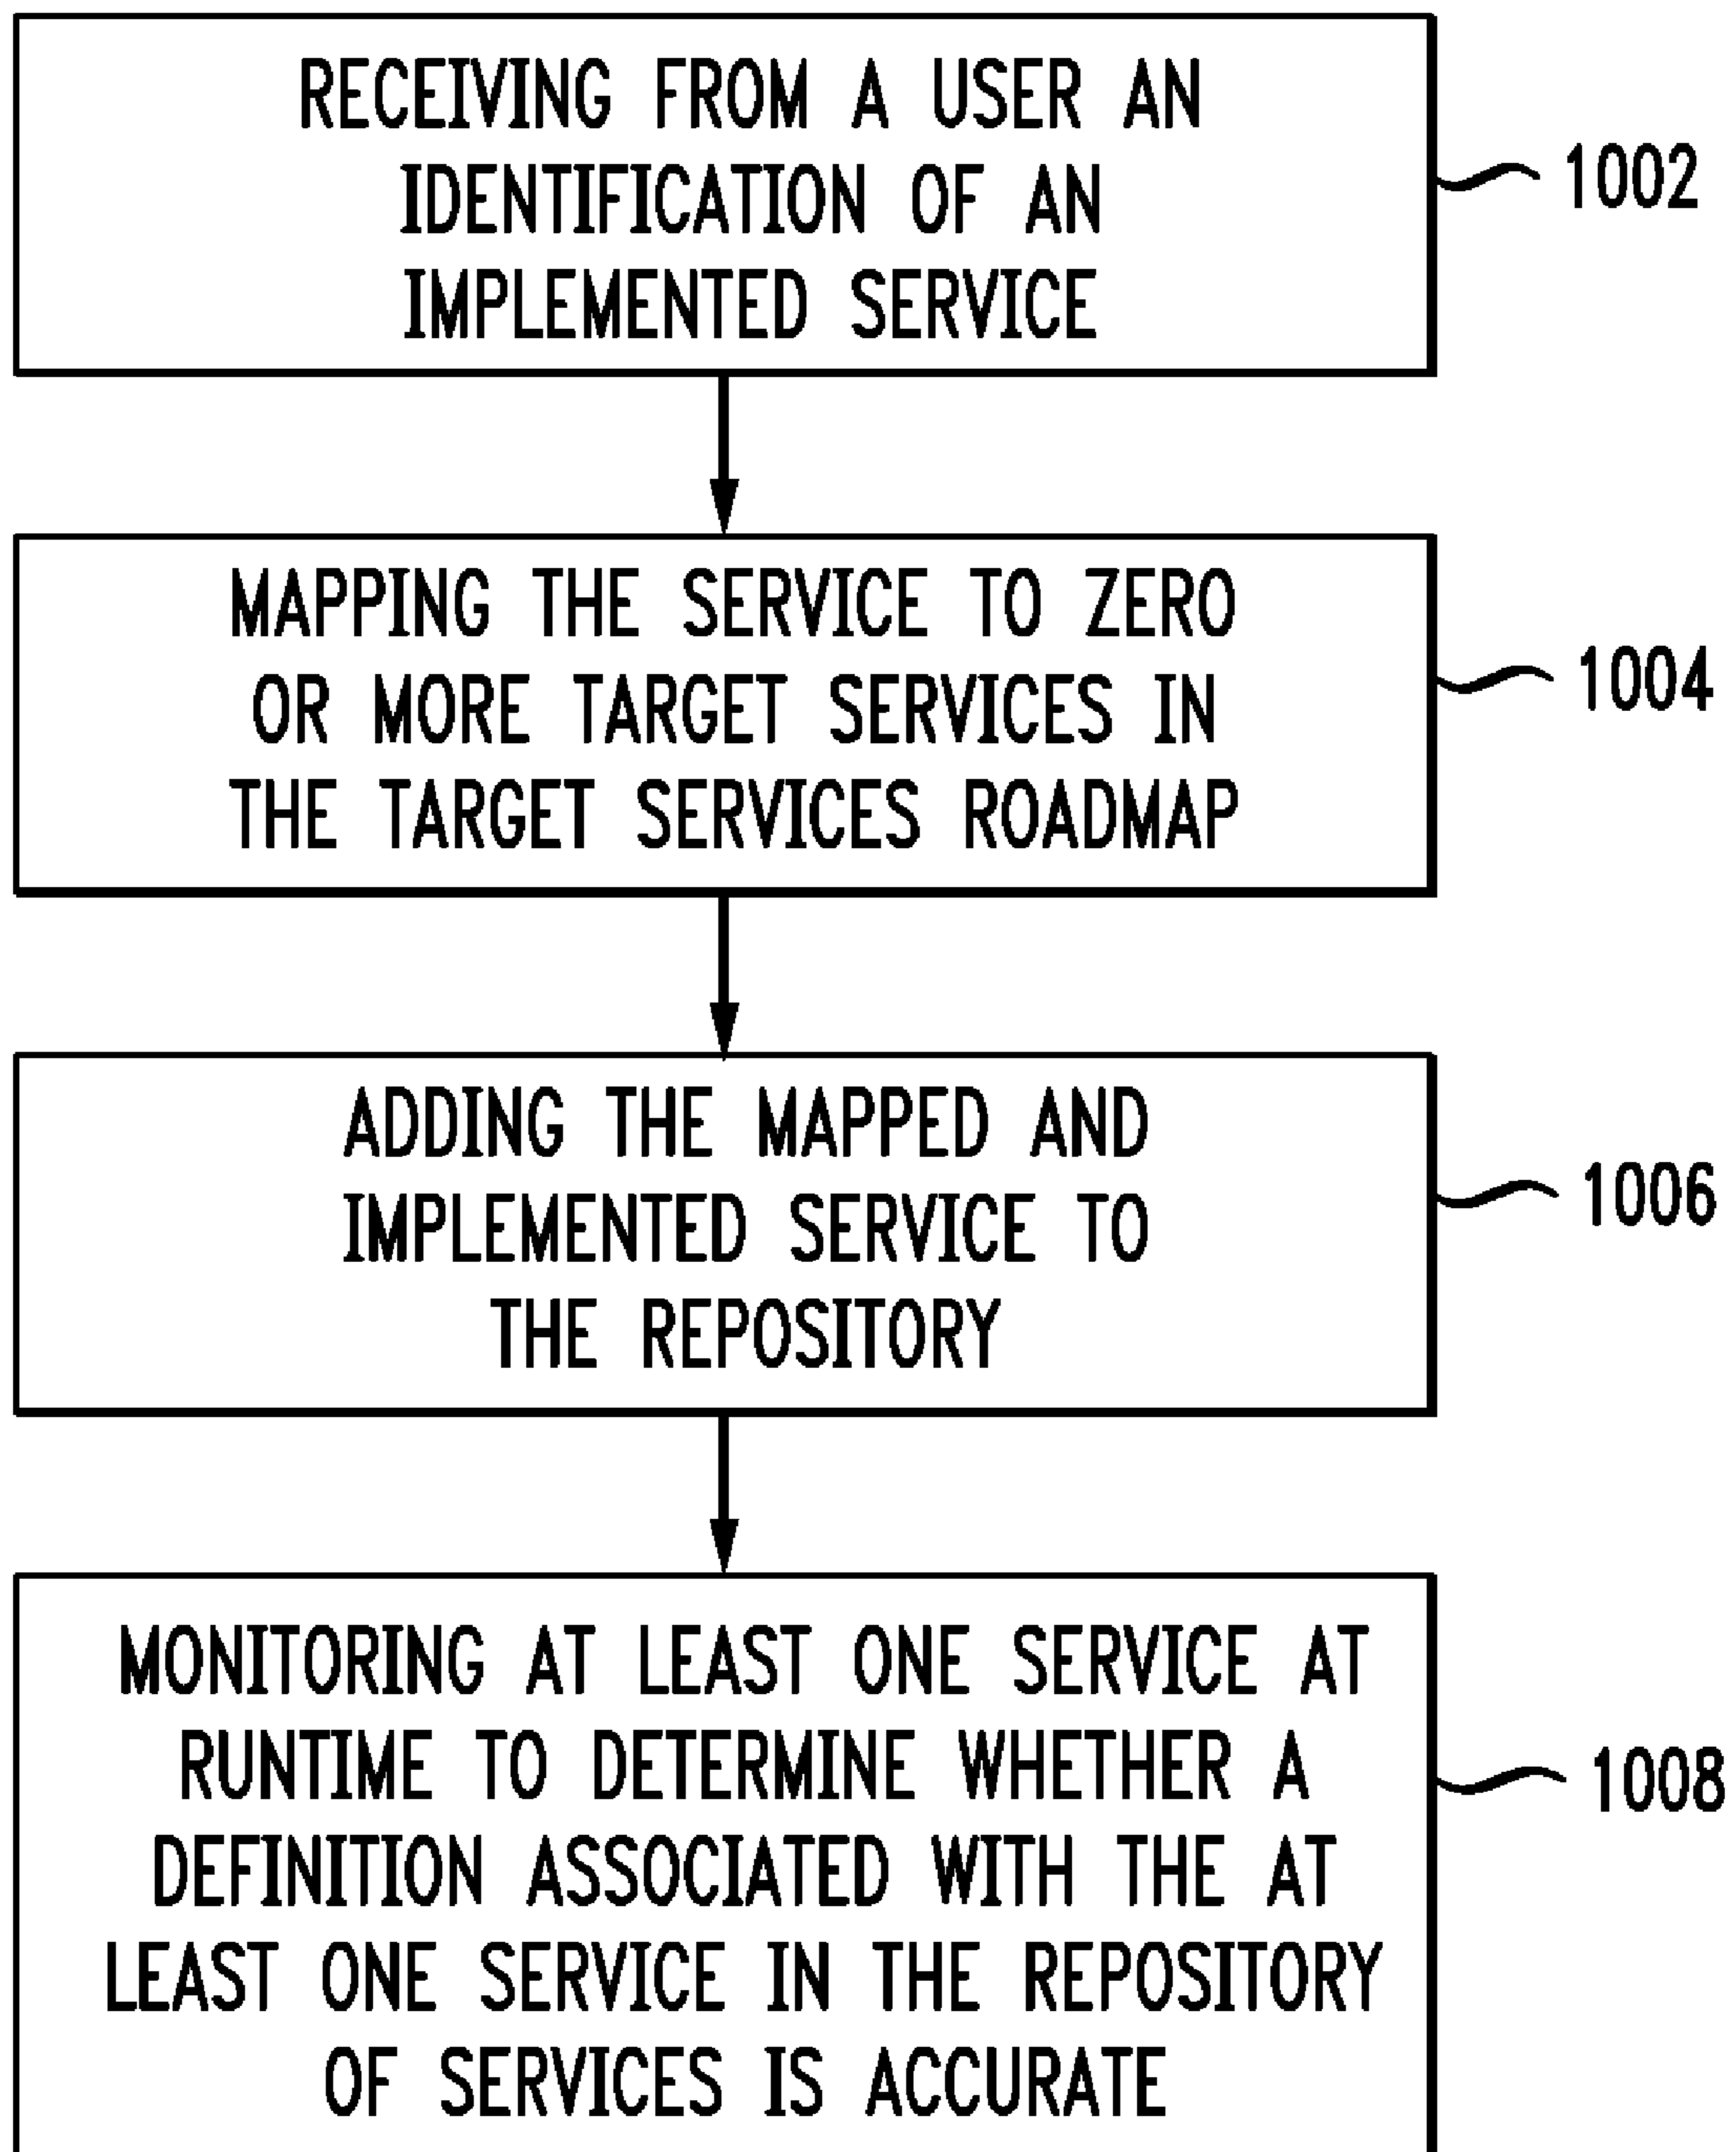 RECEIVING FROM A USER AN
IDENTIFICATION OF AN
IMPLEMENTED SERVICE
1002
MAPPING THE SERVICE TO ZERO
OR MORE TARGET SERVICES IN
THE TARGET SERVICES ROADMAP
1004
ADDING THE MAPPED AND
IMPLEMENTED SERVICE TO
THE REPOSITORY
1006
MONITORING AT LEAST ONE SERVICE AT
RUNTIME TO DETERMINE WHETHER A
DEFINITION ASSOCIATED WITH THE AT
LEAST ONE SERVICE IN THE REPOSITORY
OF SERVICES IS ACCURATE
1008